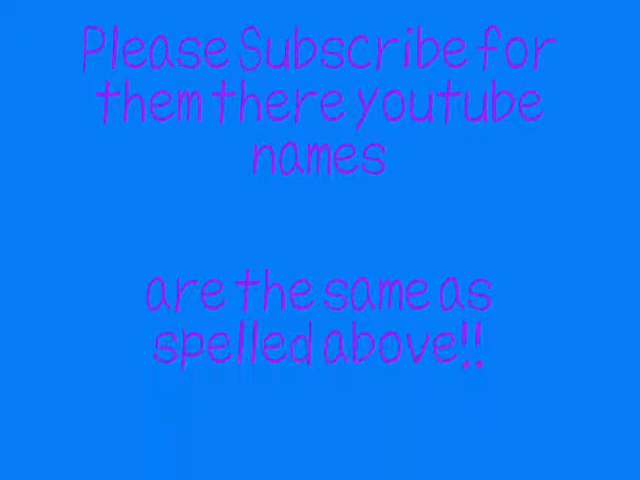 Please Subscribe for
them there youtube
names
are the same as
spelled above!!